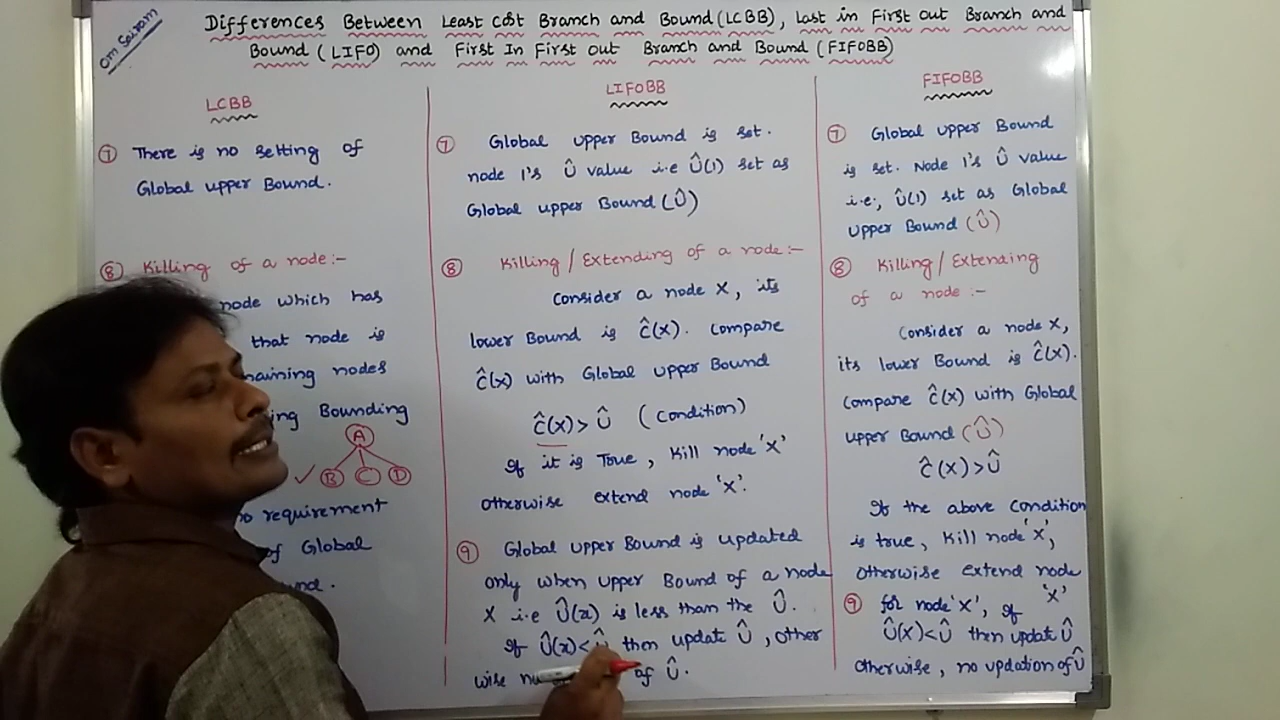 Om Sairam
Differences Between Least cost Branch and Bound (LCBB), Last in First out Branch and
Bound (LIFO) and First In First out Branch and Bound (FIFOBB)
LCBB
⑦ There is no setting of
Global upper Bound.
⑧ Killing of a node:-
node which has
that node is
nodes
Bounding
A
✓ B C D
requirement
of Global
LIFOBB
⑦ Global upper Bound is set.
node 1's Û value i.e Û(1) set as
Global upper Bound (Û)
⑧ Killing / Extending of a node:-
Consider a node X, its
lower Bound is Ĉ(X). Compare
Ĉ(X) with Global upper Bound
Ĉ(X) > Û (Condition)
If it is True, Kill node 'X'
otherwise extend node 'X'.
⑨ Global upper Bound is updated
only when upper Bound of a node
X i.e Û(x) is less than the Û.
If Û(x) < Û then update Û, other
wise of Û.
FIFOBB
⑦ Global upper Bound
is set. Node 1's Û value
i.e., Û(1) set as Global
upper Bound (Û)
⑧ Killing / Extending
of a node :-
Consider a node X,
its lower Bound is Ĉ(X).
Compare Ĉ(X) with Global
upper Bound (Û)
Ĉ(X) > Û
If the above condition
is true, Kill node 'X',
otherwise extend node
'X'
⑨ for node 'X', if
Û(X) < Û then update Û
otherwise, no updation of Û